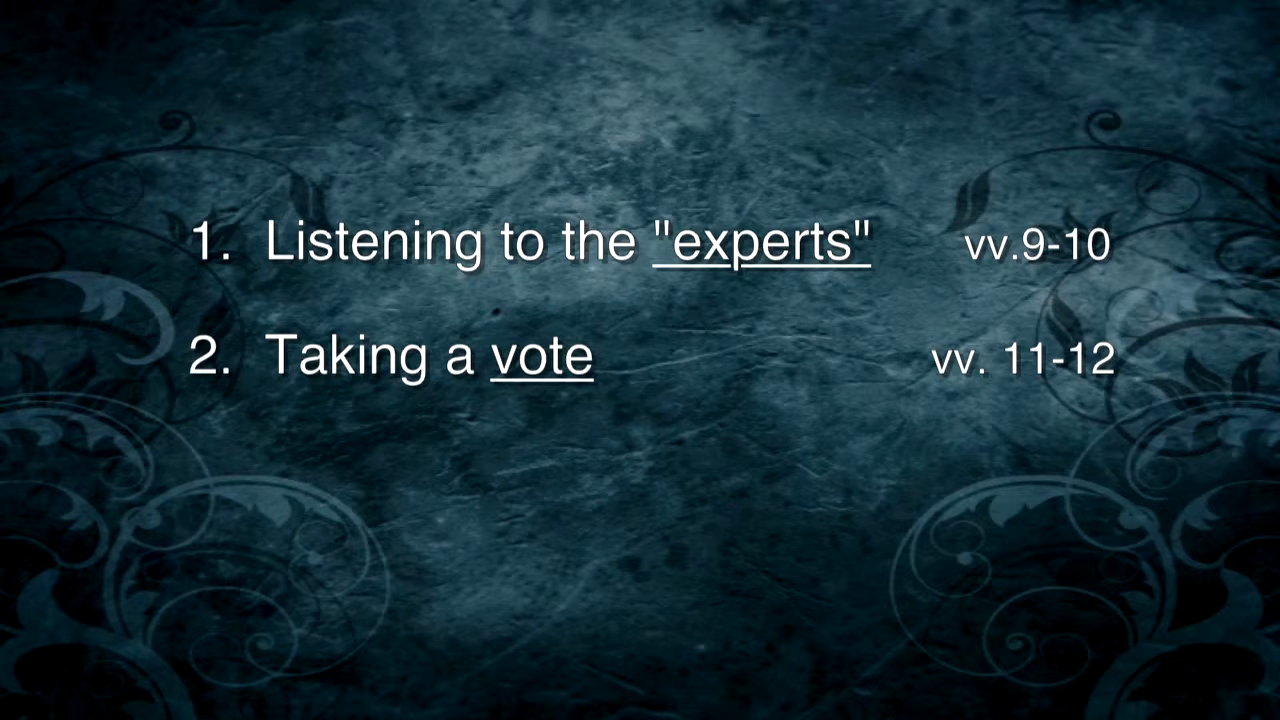 1. Listening to the "experts" vv.9-10
2. Taking a vote vv. 11-12